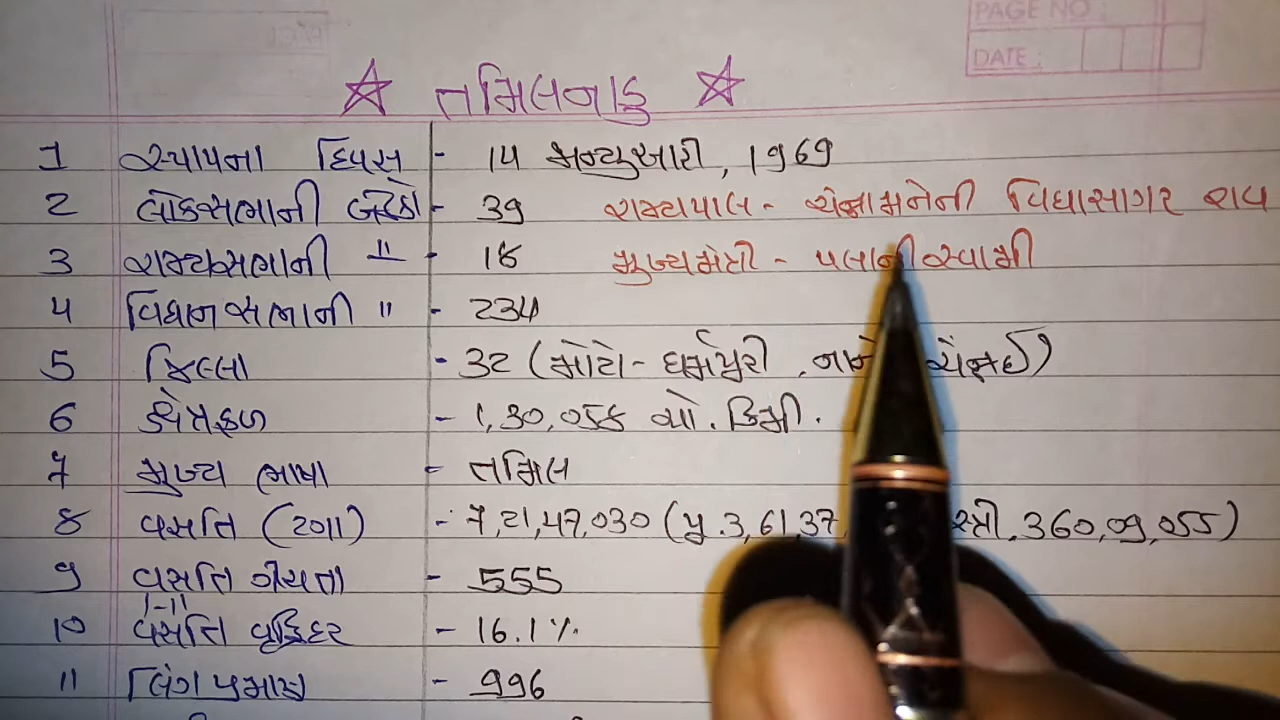 PAGE NO :
DATE :
☆ તમિલનાડુ ☆
1 સ્થાપના દિવસ - 14 જાન્યુઆરી, 1969
2 લોકસભાની બેઠકો - 39 રાજ્યપાલ - ચેન્નામનેની વિદ્યાસાગર રાવ
3 રાજ્યસભાની 〃 - 18 મુખ્યમંત્રી - પલાનીસ્વામી
4 વિધાનસભાની 〃 - 234
5 જિલ્લા - 32 (મોટો - ધર્મપુરી, ચેન્નઈ)
6 ક્ષેત્રફળ - 1,30,058 ચો. કિમી.
7 મુખ્ય ભાષા - તમિલ
8 વસતિ (2011) - 7,21,47,030 (પુ. 3,61,37, સ્ત્રી. 360,09,055)
9 વસતિ ગીચતા - 555
1-11
10 વસતિ વૃદ્ધિદર - 16.1%
11 લિંગ પ્રમાણ - 996